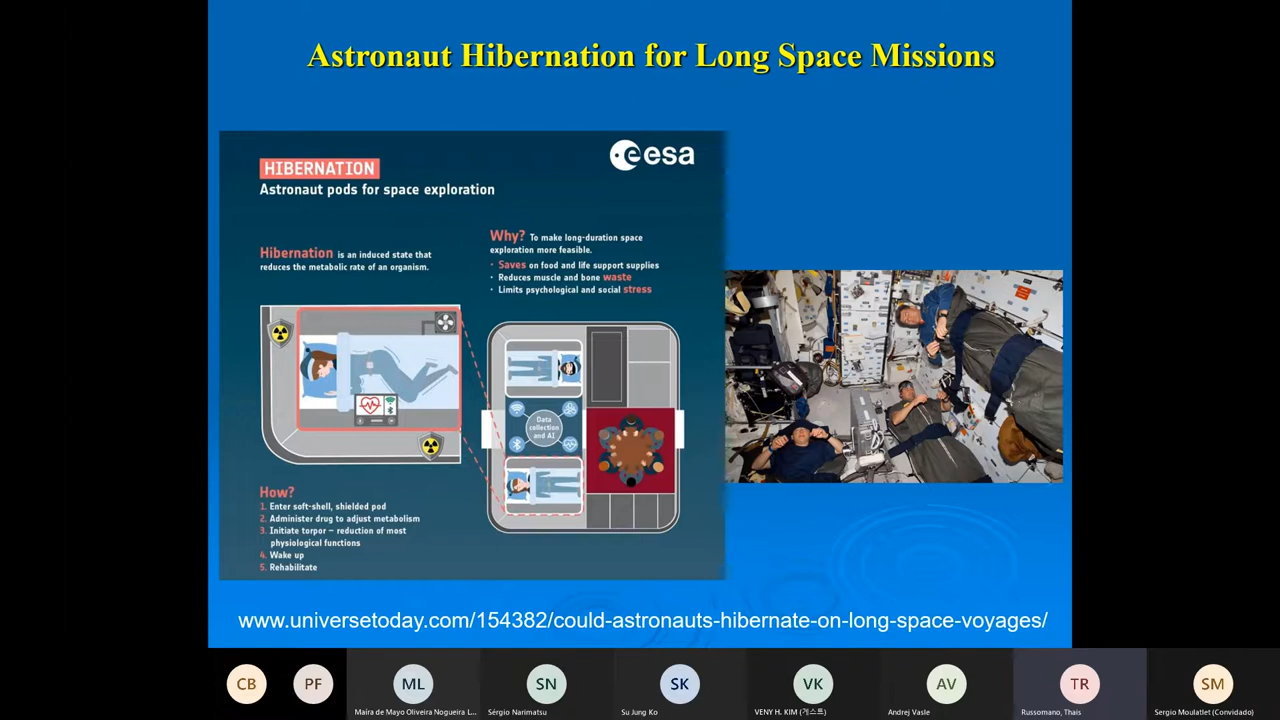 Astronaut Hibernation for Long Space Missions
esa
HIBERNATION
Astronaut pods for space exploration
Why? To make long-duration space
exploration more feasible.
• Saves on food and life support supplies
• Reduces muscle and bone waste
• Limits psychological and social stress
Hibernation is an induced state that
reduces the metabolic rate of an organism.
Data
collection
and AI
How?
1. Enter soft-shell, shielded pod
2. Administer drug to adjust metabolism
3. Initiate torpor – reduction of most
physiological functions
4. Wake up
5. Rehabilitate
www.universetoday.com/154382/could-astronauts-hibernate-on-long-space-voyages/
CB
PF
ML
SN
SK
VK
AV
TR
SM
Maira de Mayo Oliveira Nogueira L...
Sérgio Narimatsu
Su Jung Ko
VENY H. KIM (게스트)
Andrej Vasle
Russomano, Thais
Sergio Moulatlet (Convidado)